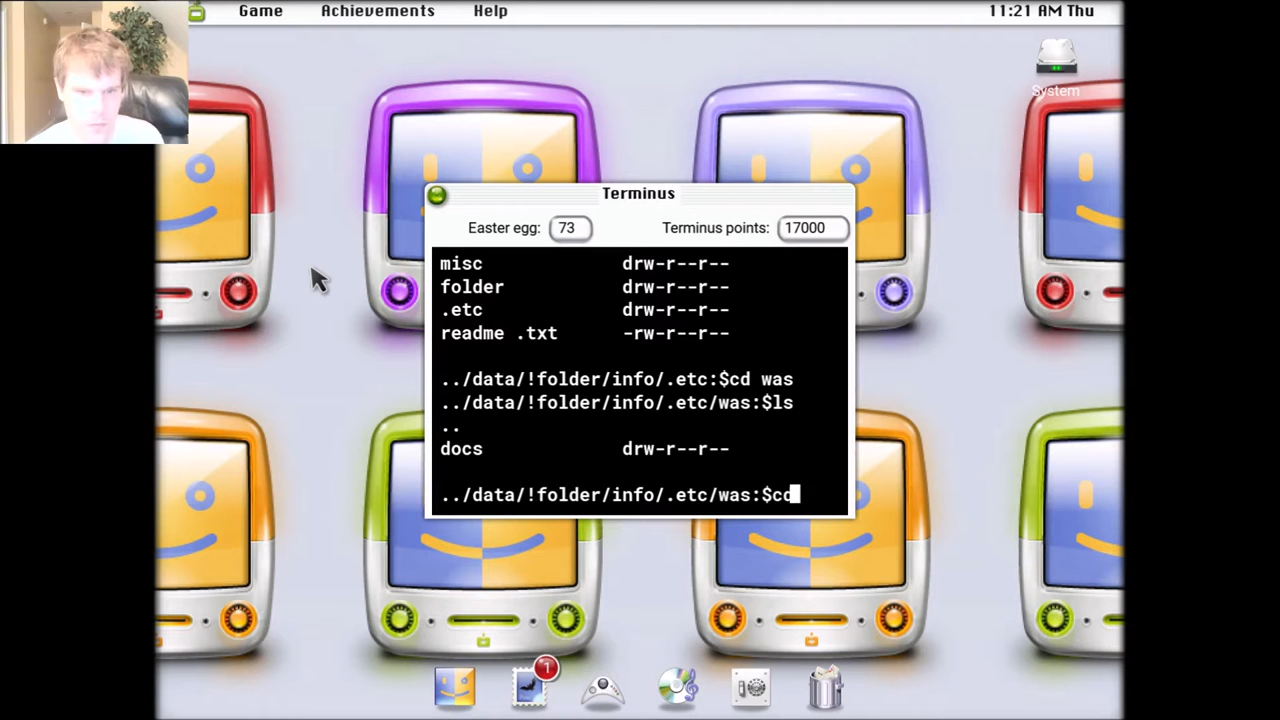 Game Achievements Help 11:21 AM Thu
System
Terminus
Easter egg: 73 Terminus points: 17000
misc drw-r--r--
folder drw-r--r--
.etc drw-r--r--
readme .txt -rw-r--r--
../data/!folder/info/.etc:$cd was
../data/!folder/info/.etc/was:$ls
..
docs drw-r--r--
../data/!folder/info/.etc/was:$cd
1